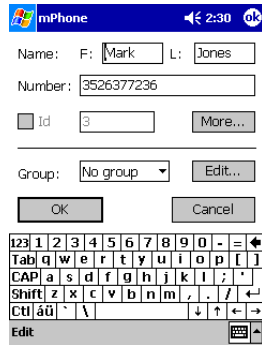 mPhone 2:30 ok
Name: F: Mark L: Jones
Number: 3526377236
Id 3 More...
Group: No group Edit...
OK Cancel
123 1 2 3 4 5 6 7 8 9 0 - =
Tab q w e r t y u i o p [ ]
CAP a s d f g h j k l ; '
Shift z x c v b n m , . /
Ctl áü ` \
Edit